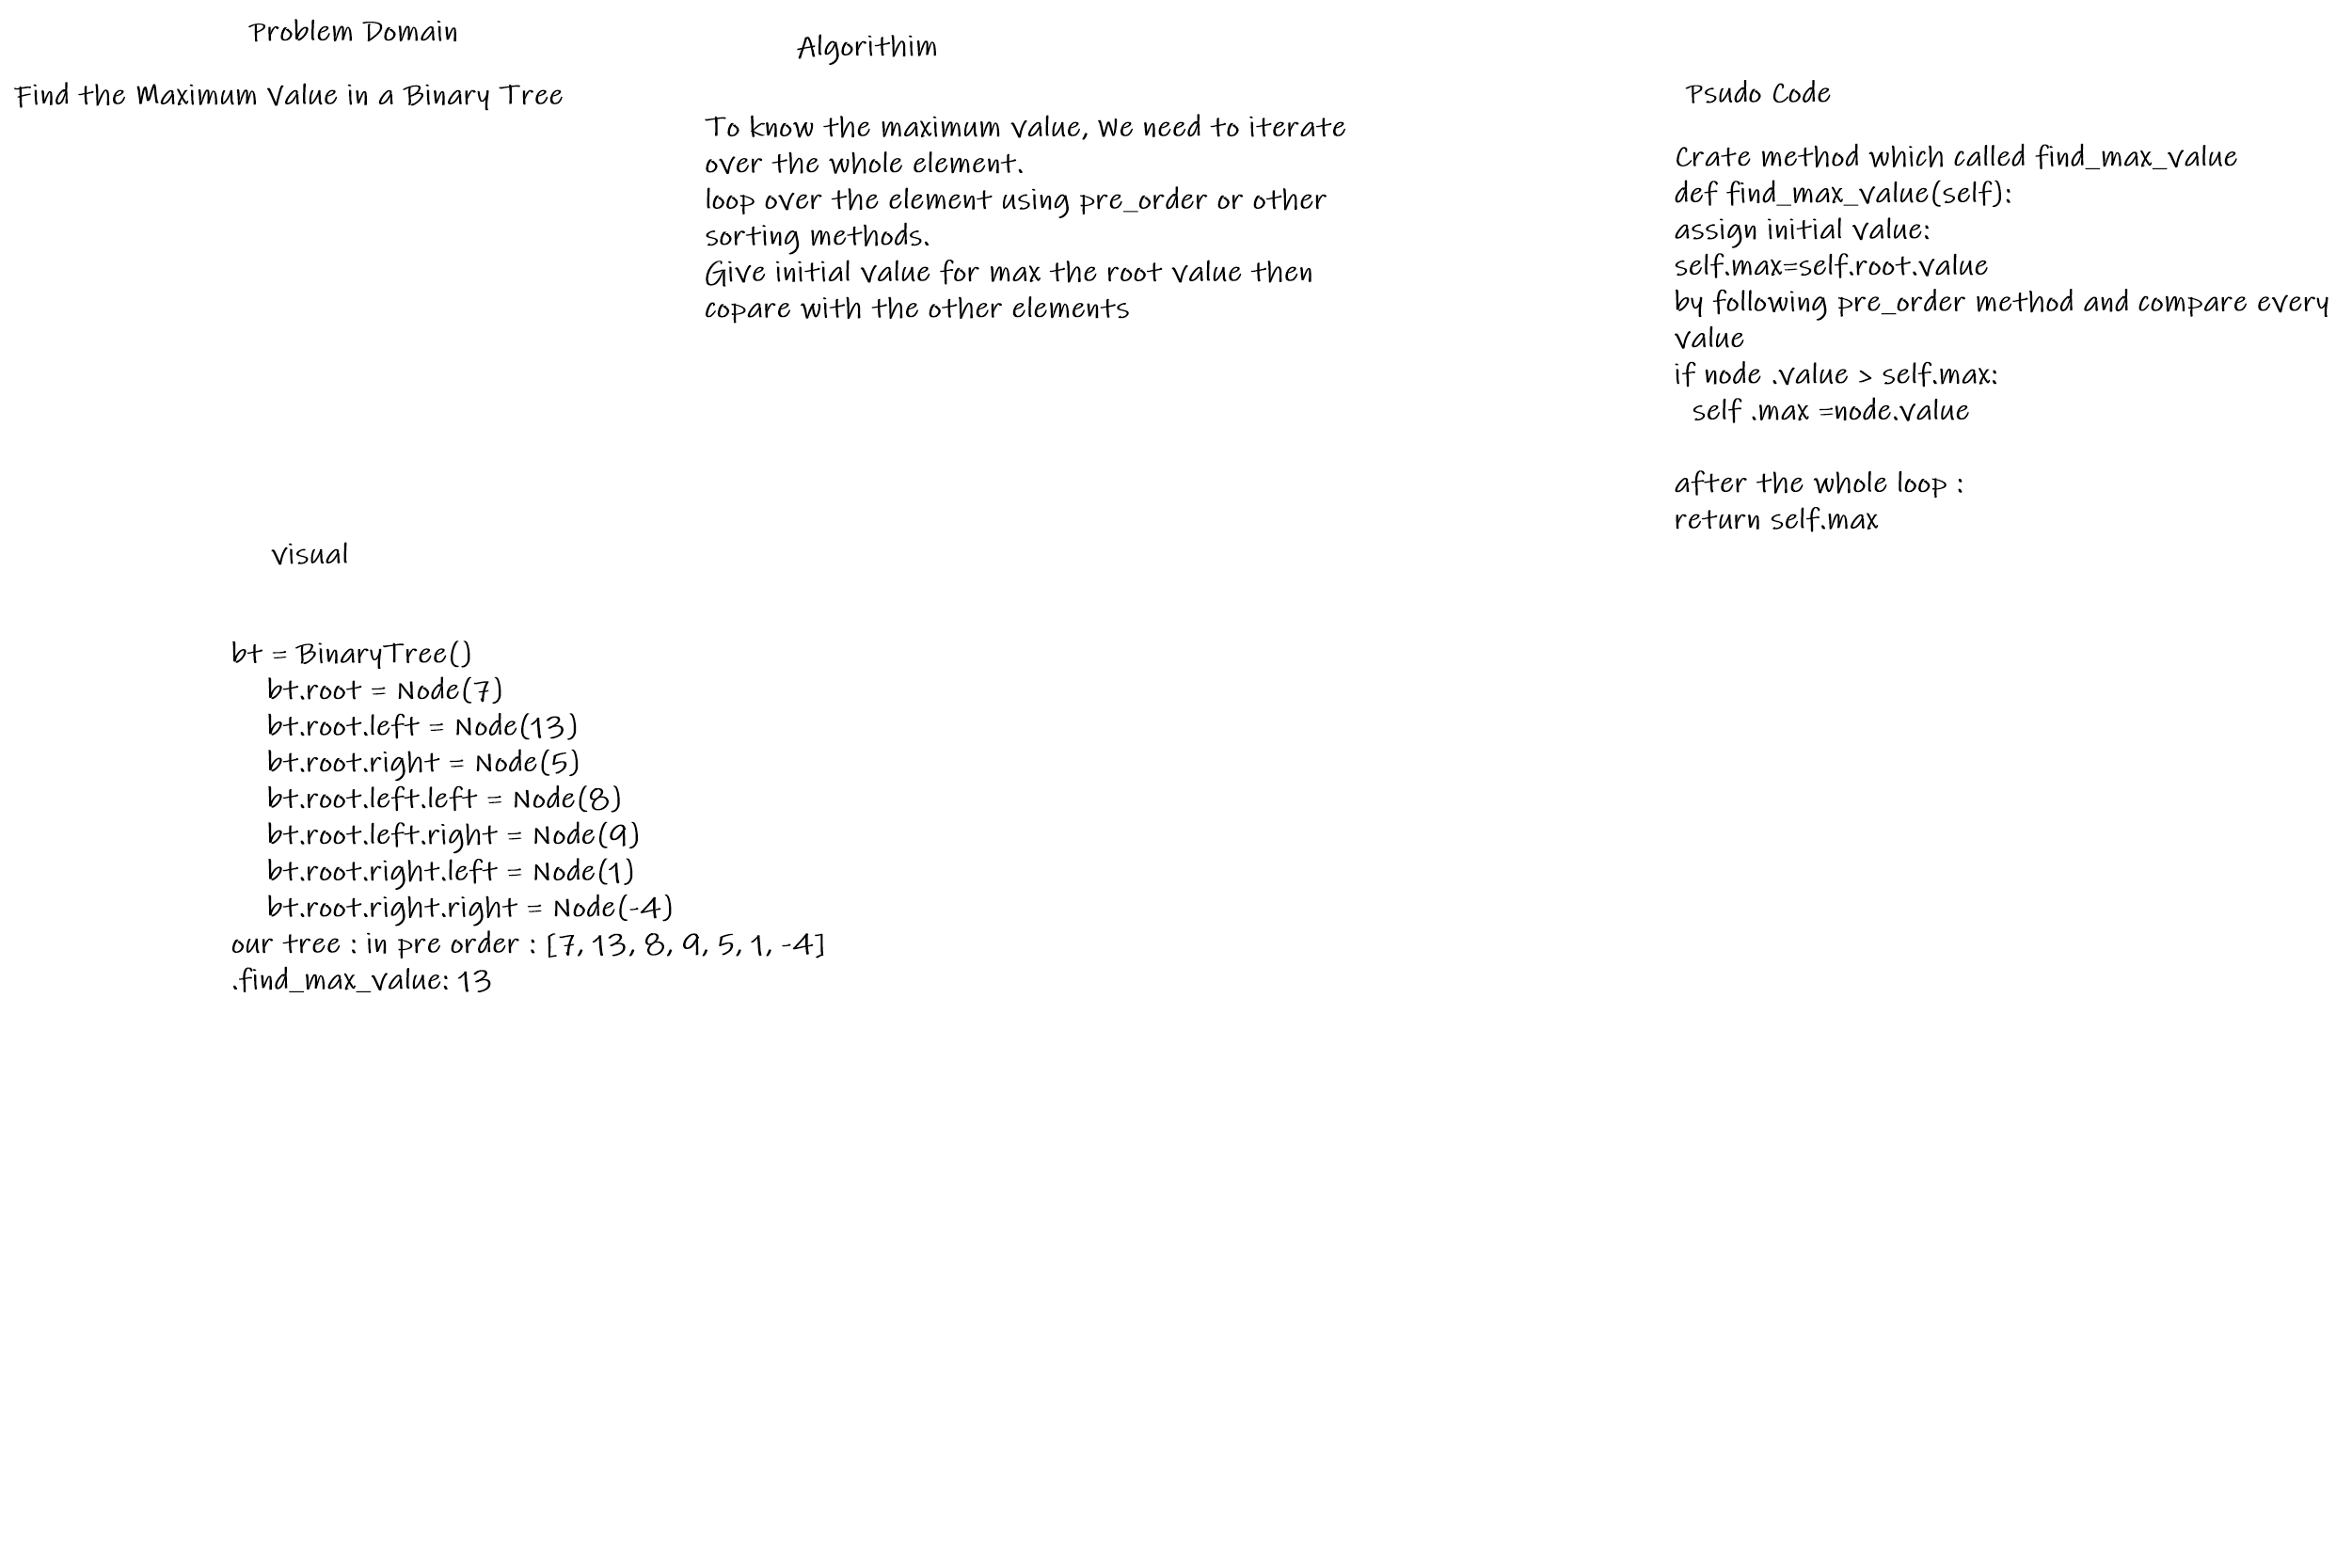 Problem Domain
Find the Maximum Value in a Binary Tree
Algorithim
To know the maximum value, We need to iterate
over the whole element.
loop over the element using pre_order or other
sorting methods.
Give initial value for max the root value then
copare with the other elements
Psudo Code
Crate method which called find_max_value
def find_max_value(self):
assign initial value:
self.max=self.root.value
by following pre_order method and compare every
value
if node .value > self.max:
self .max =node.value
after the whole loop :
return self.max
visual
bt = BinaryTree()
bt.root = Node(7)
bt.root.left = Node(13)
bt.root.right = Node(5)
bt.root.left.left = Node(8)
bt.root.left.right = Node(9)
bt.root.right.left = Node(1)
bt.root.right.right = Node(-4)
our tree : in pre order : [7, 13, 8, 9, 5, 1, -4]
.find_max_value: 13